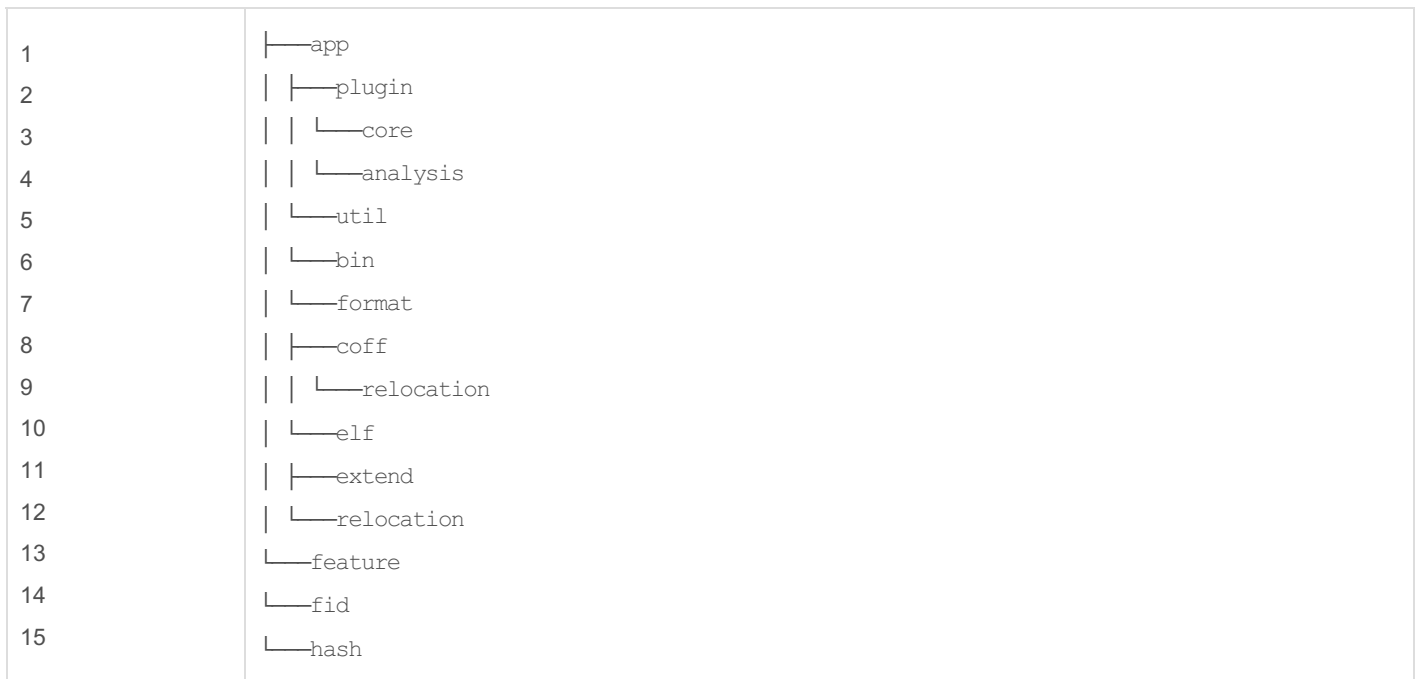 1 ├───app
2 │ ├───plugin
3 │ │ └───core
4 │ │ └───analysis
5 │ └───util
6 │ └───bin
7 │ └───format
8 │ ├───coff
9 │ │ └───relocation
10 │ └───elf
11 │ ├───extend
12 │ └───relocation
13 └───feature
14 └───fid
15 └───hash